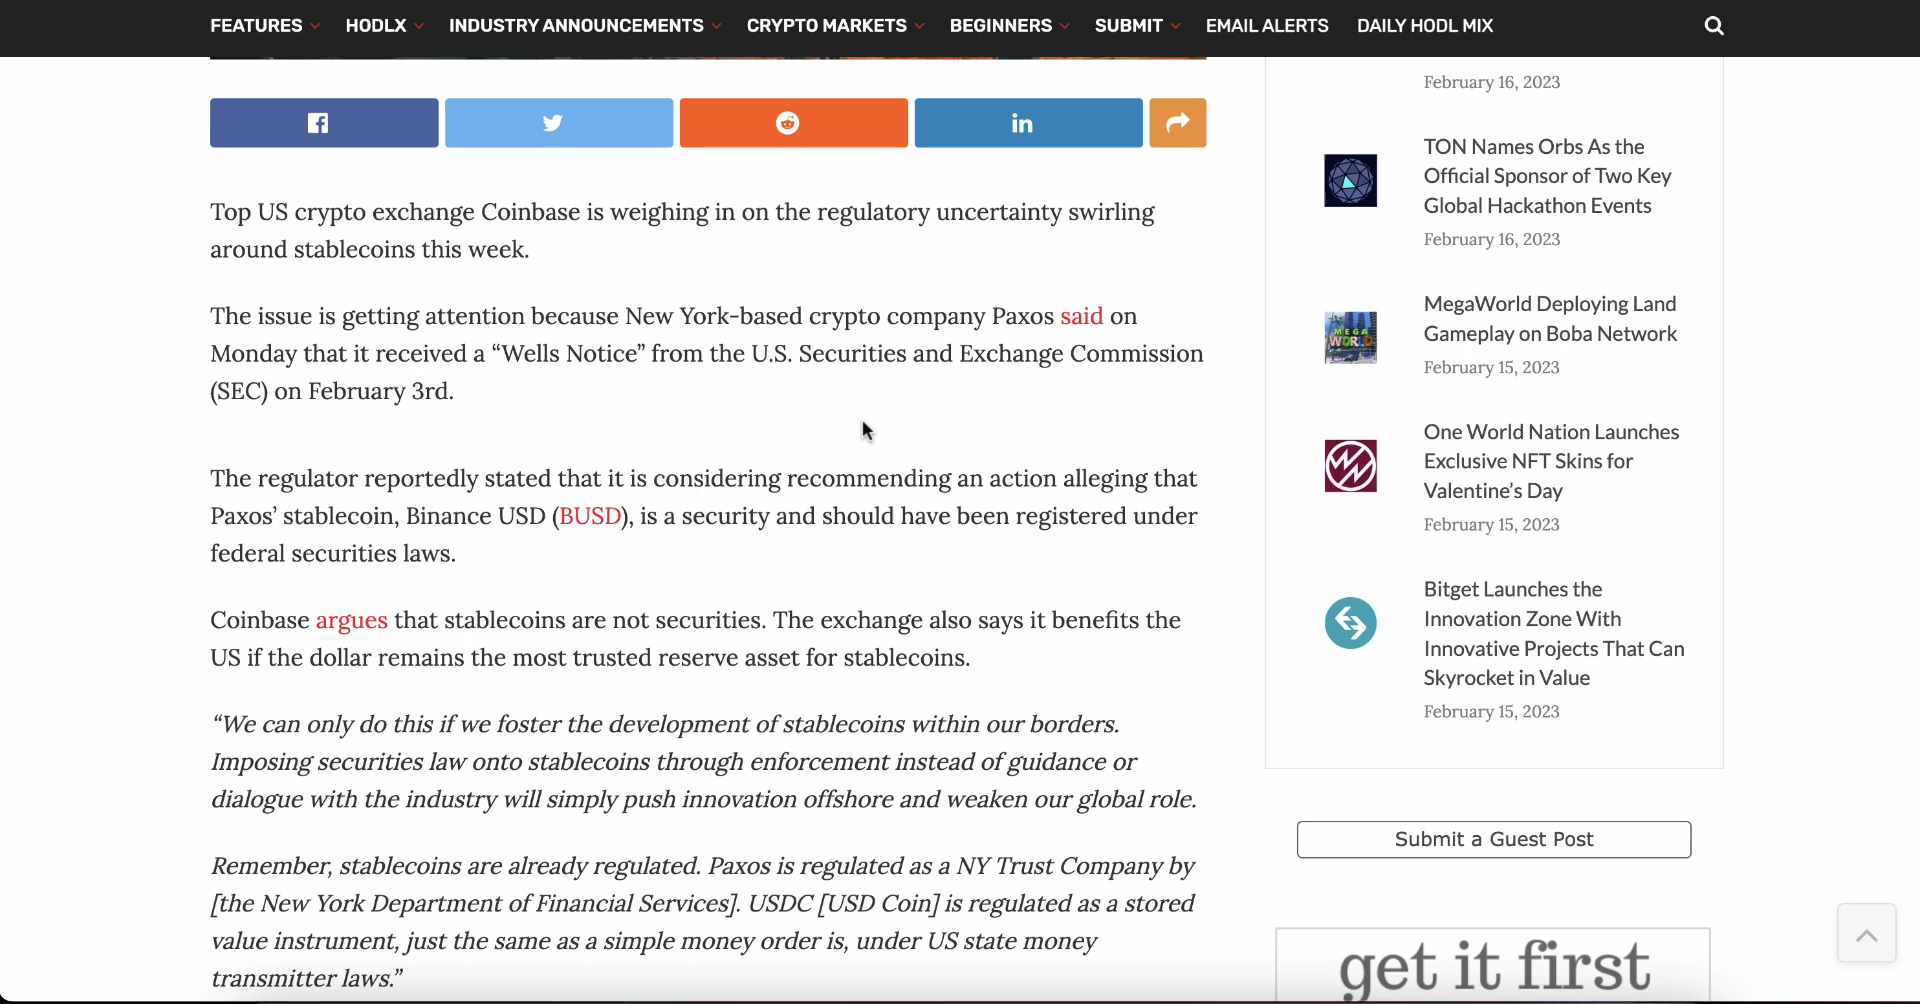 FEATURES HODLX INDUSTRY ANNOUNCEMENTS CRYPTO MARKETS BEGINNERS SUBMIT EMAIL ALERTS DAILY HODL MIX
Top US crypto exchange Coinbase is weighing in on the regulatory uncertainty swirling
around stablecoins this week.
The issue is getting attention because New York-based crypto company Paxos said on
Monday that it received a “Wells Notice” from the U.S. Securities and Exchange Commission
(SEC) on February 3rd.
The regulator reportedly stated that it is considering recommending an action alleging that
Paxos’ stablecoin, Binance USD (BUSD), is a security and should have been registered under
federal securities laws.
Coinbase argues that stablecoins are not securities. The exchange also says it benefits the
US if the dollar remains the most trusted reserve asset for stablecoins.
“We can only do this if we foster the development of stablecoins within our borders.
Imposing securities law onto stablecoins through enforcement instead of guidance or
dialogue with the industry will simply push innovation offshore and weaken our global role.
Remember, stablecoins are already regulated. Paxos is regulated as a NY Trust Company by
[the New York Department of Financial Services]. USDC [USD Coin] is regulated as a stored
value instrument, just the same as a simple money order is, under US state money
transmitter laws.”
February 16, 2023
TON Names Orbs As the
Official Sponsor of Two Key
Global Hackathon Events
February 16, 2023
MEGA
WORLD
MegaWorld Deploying Land
Gameplay on Boba Network
February 15, 2023
One World Nation Launches
Exclusive NFT Skins for
Valentine’s Day
February 15, 2023
Bitget Launches the
Innovation Zone With
Innovative Projects That Can
Skyrocket in Value
February 15, 2023
Submit a Guest Post
get it first